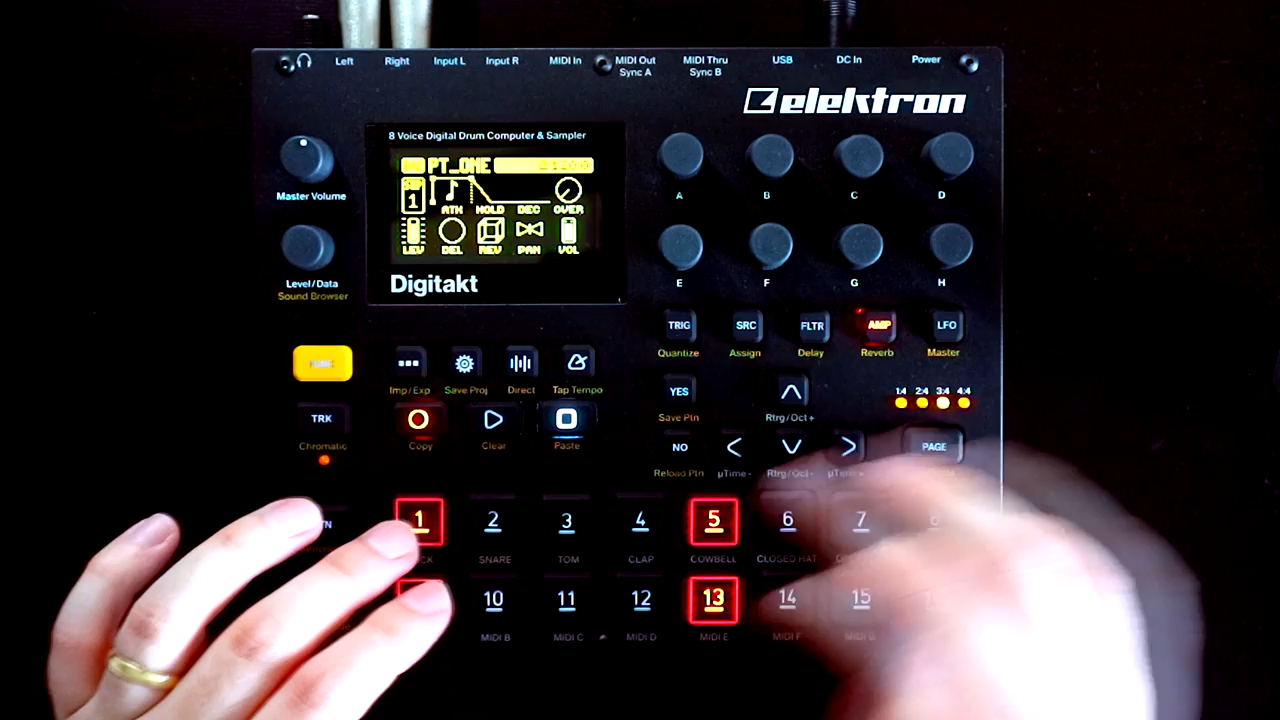 Left Right Input L Input R MIDI In MIDI Out MIDI Thru USB DC In Power
Sync A Sync B
elektron
8 Voice Digital Drum Computer & Sampler
PT_ONE
1
ATK HOLD DEC OVER
LEV DEL REV PAN VOL
Digitakt
Master Volume
Level/Data
Sound Browser
A B C D
E F G H
TRIG SRC FLTR AMP LFO
Quantize Assign Delay Reverb Master
Imp/Exp Save Proj Direct Tap Tempo
YES
Save Ptn Rtrg/Oct+
1:4 2:4 3:4 4:4
TRK
Chromatic Copy Clear Paste
NO PAGE
Reload Ptn µTime- Rtrg/Oct- µTime+
1 2 3 4 5 6 7 8
SNARE TOM CLAP COWBELL CLOSED HAT
10 11 12 13 14 15
MIDI B MIDI C MIDI D MIDI E MIDI F MIDI G